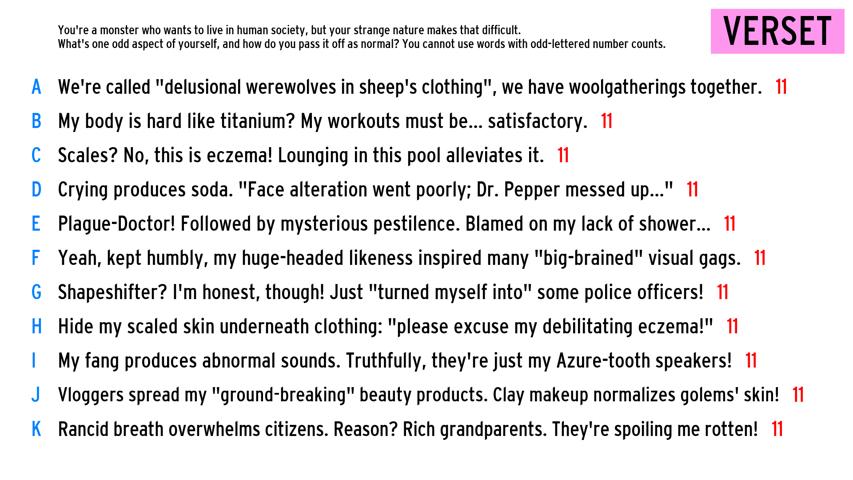 You're a monster who wants to live in human society, but your strange nature makes that difficult.
What's one odd aspect of yourself, and how do you pass it off as normal? You cannot use words with odd-lettered number counts.
VERSET
A We're called "delusional werewolves in sheep's clothing", we have woolgatherings together. 11
B My body is hard like titanium? My workouts must be... satisfactory. 11
C Scales? No, this is eczema! Lounging in this pool alleviates it. 11
D Crying produces soda. "Face alteration went poorly; Dr. Pepper messed up..." 11
E Plague-Doctor! Followed by mysterious pestilence. Blamed on my lack of shower... 11
F Yeah, kept humbly, my huge-headed likeness inspired many "big-brained" visual gags. 11
G Shapeshifter? I'm honest, though! Just "turned myself into" some police officers! 11
H Hide my scaled skin underneath clothing: "please excuse my debilitating eczema!" 11
I My fang produces abnormal sounds. Truthfully, they're just my Azure-tooth speakers! 11
J Vloggers spread my "ground-breaking" beauty products. Clay makeup normalizes golems' skin! 11
K Rancid breath overwhelms citizens. Reason? Rich grandparents. They're spoiling me rotten! 11